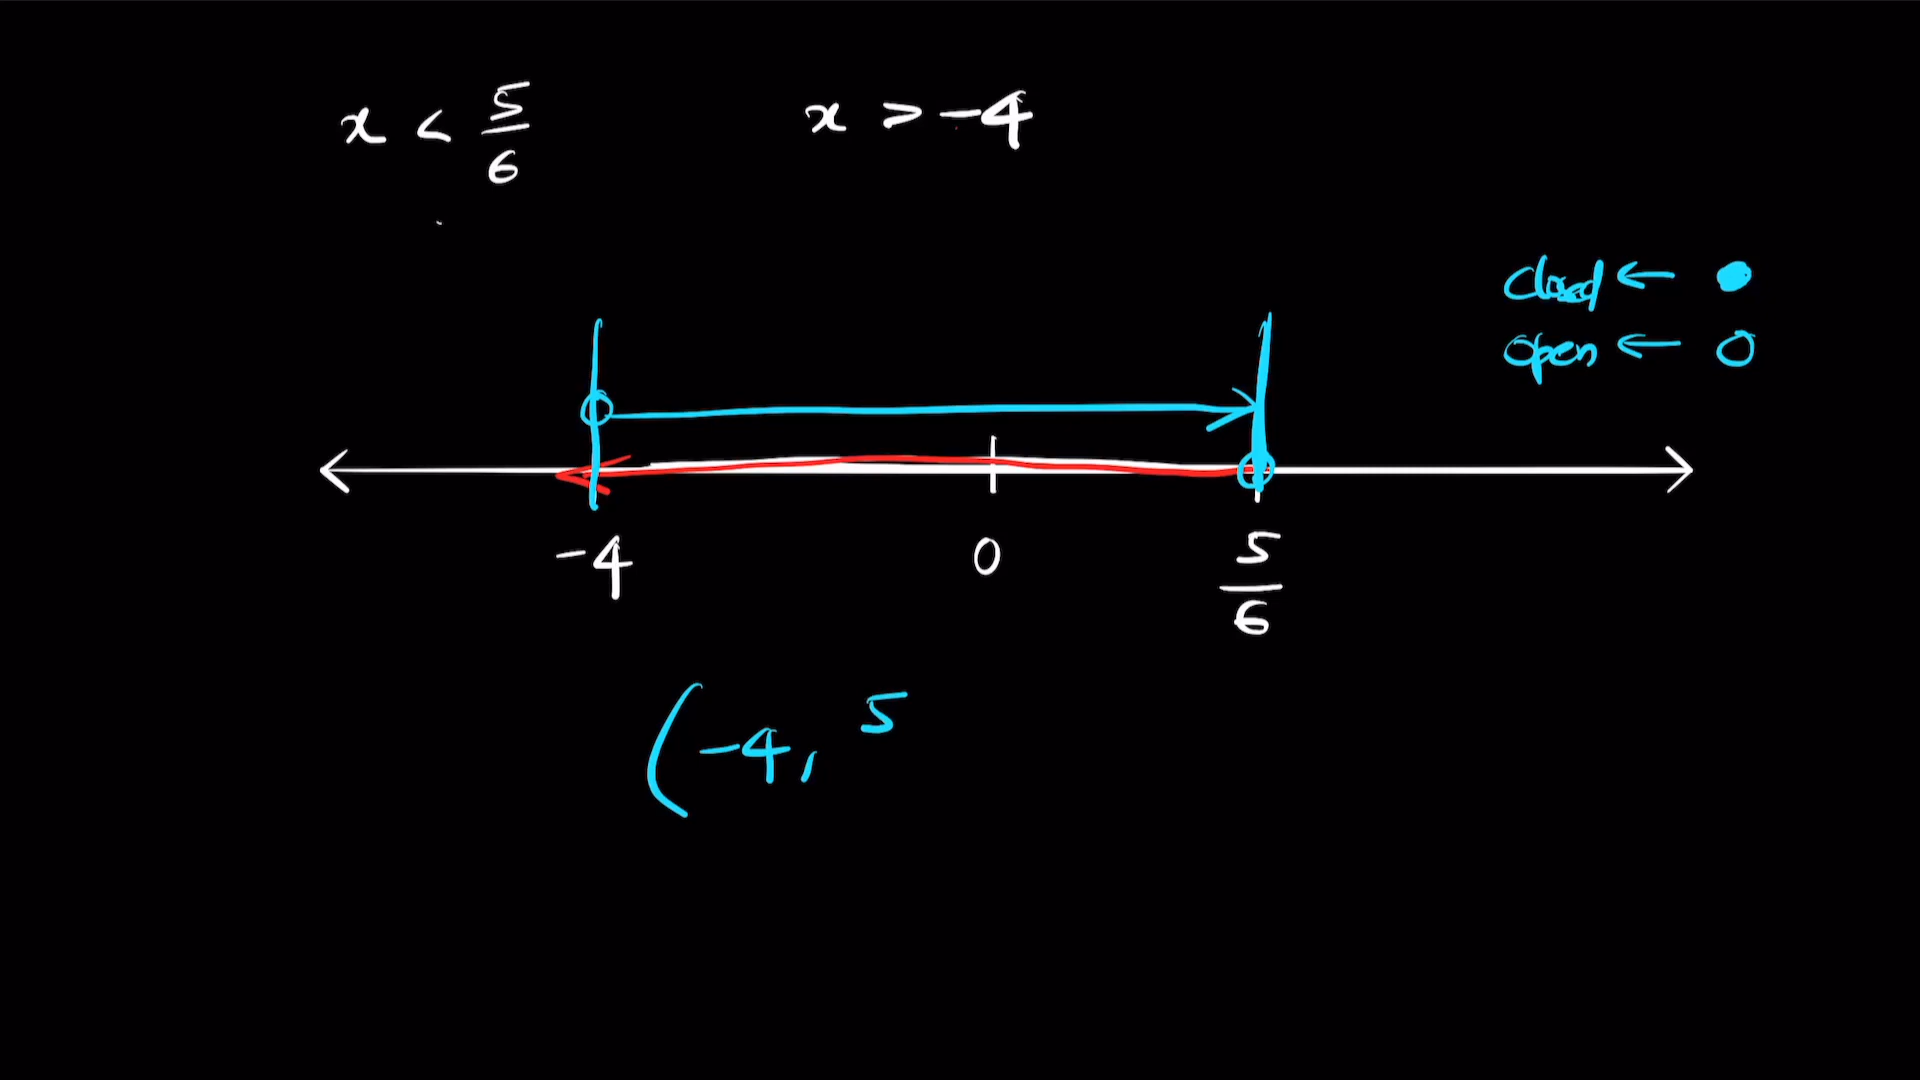 x < 5/6
x > -4
closed ← ●
open ← ○
-4 0 5/6
(-4, 5